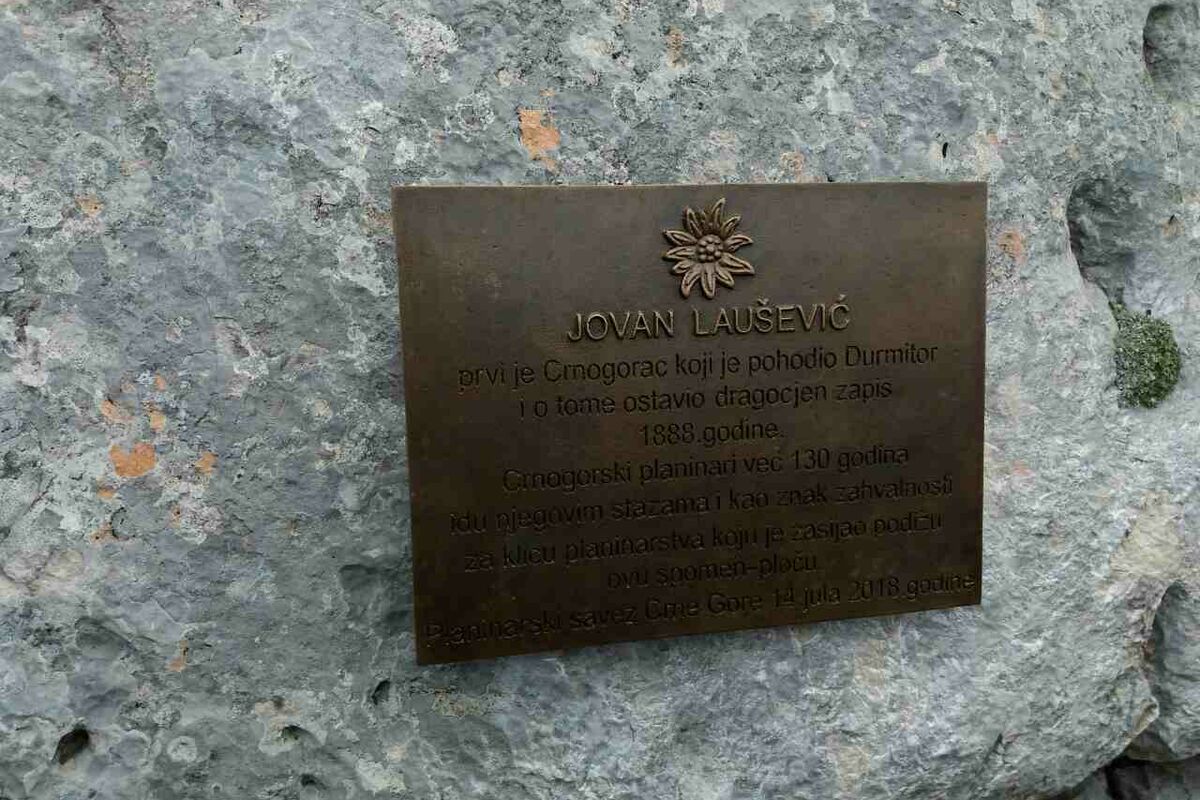 JOVAN LAUŠEVIĆ
prvi je Crnogorac koji je pohodio Durmitor
i o tome ostavio dragocjen zapis
1888.godine.
Crnogorski planinari već 130 godina
idu njegovim stazama i kao znak zahvalnosti
za klicu planinarstva koju je zasijao podižu
ovu spomen-ploču.
Planinarski savez Crne Gore 14 jula 2018.godine